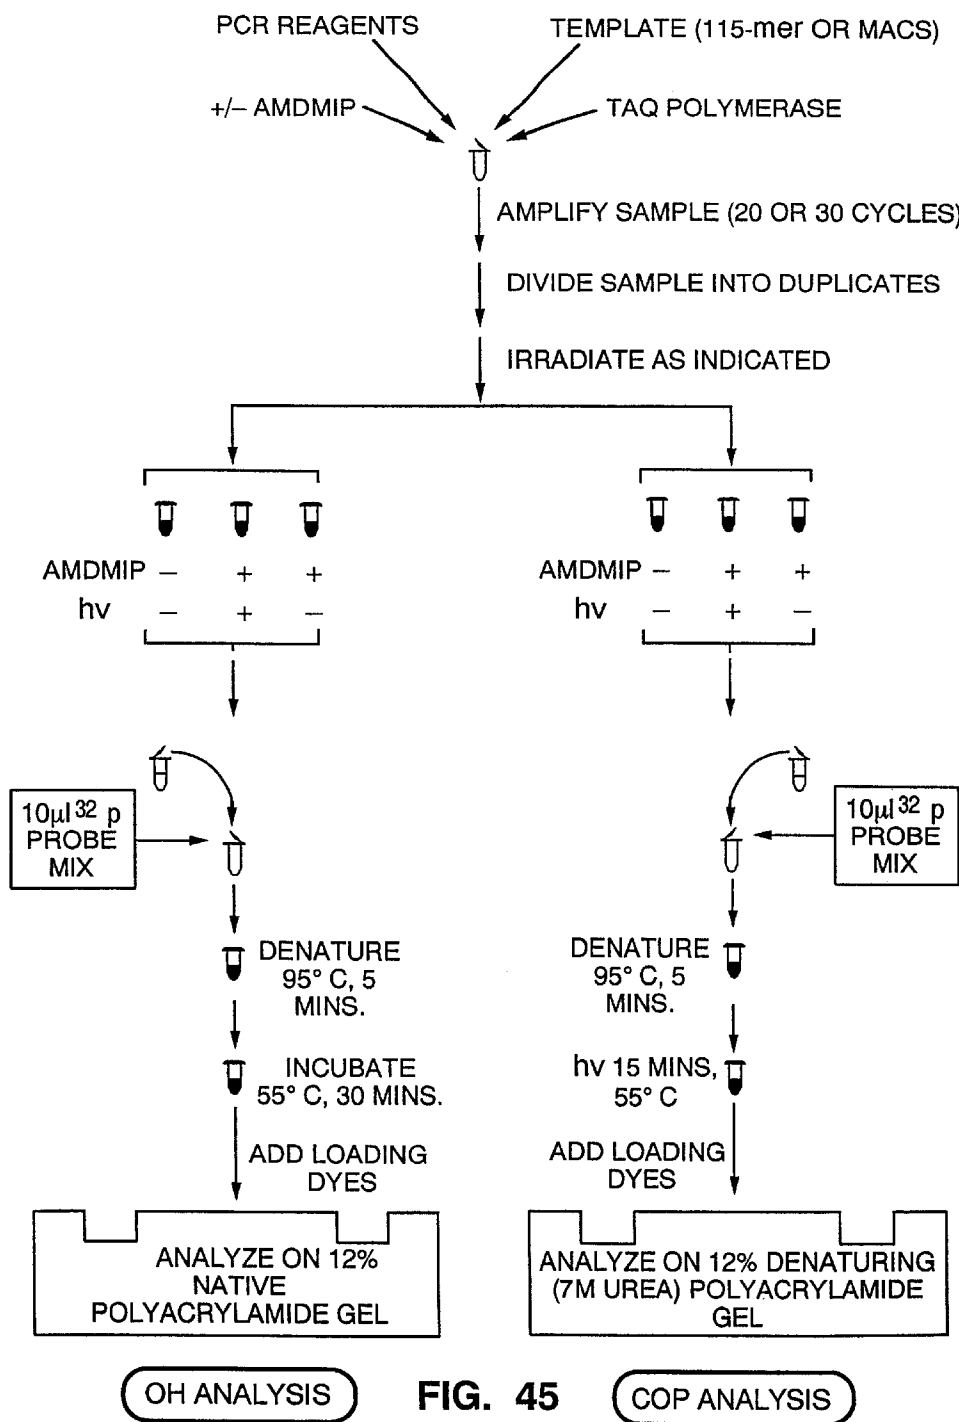 PCR REAGENTS
TEMPLATE (115-mer OR MACS)
+/– AMDMIP
TAQ POLYMERASE
AMPLIFY SAMPLE (20 OR 30 CYCLES)
DIVIDE SAMPLE INTO DUPLICATES
IRRADIATE AS INDICATED
AMDMIP – + +
hν – + –
AMDMIP – + +
hν – + –
10µl 32 p
PROBE
MIX
10µl 32 p
PROBE
MIX
DENATURE
95° C, 5
MINS.
DENATURE
95° C, 5
MINS.
INCUBATE
55° C, 30 MINS.
hν 15 MINS,
55° C
ADD LOADING
DYES
ADD LOADING
DYES
ANALYZE ON 12%
NATIVE
POLYACRYLAMIDE GEL
ANALYZE ON 12% DENATURING
(7M UREA) POLYACRYLAMIDE
GEL
OH ANALYSIS
FIG. 45
COP ANALYSIS